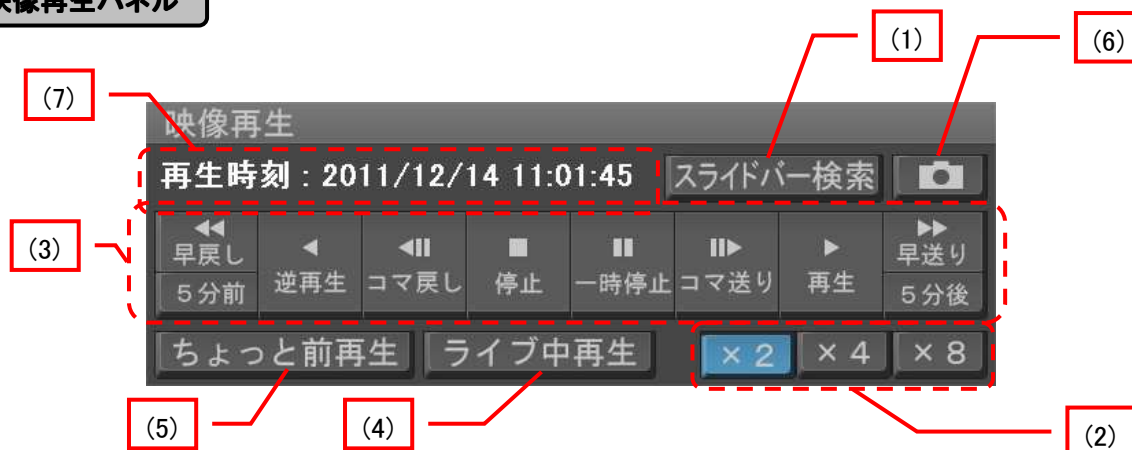 映像再生パネル
(1)
(6)
(7)
映像再生
再生時刻：2011/12/14 11:01:45
スライドバー検索
(3)
早戻し
5分前
逆再生
コマ戻し
停止
一時停止
コマ送り
再生
早送り
5分後
ちょっと前再生
ライブ中再生
×2
×4
×8
(5)
(4)
(2)